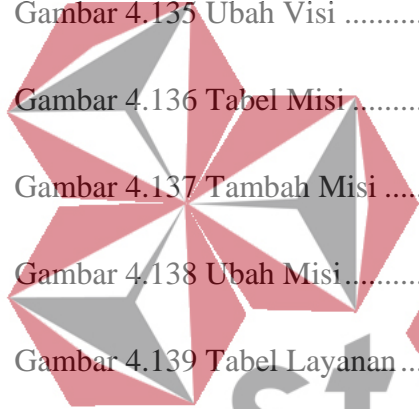 Gambar 4.135 Ubah Visi ..........
Gambar 4.136 Tabel Misi ..........
Gambar 4.137 Tambah Misi .....
Gambar 4.138 Ubah Misi..........
Gambar 4.139 Tabel Layanan ...